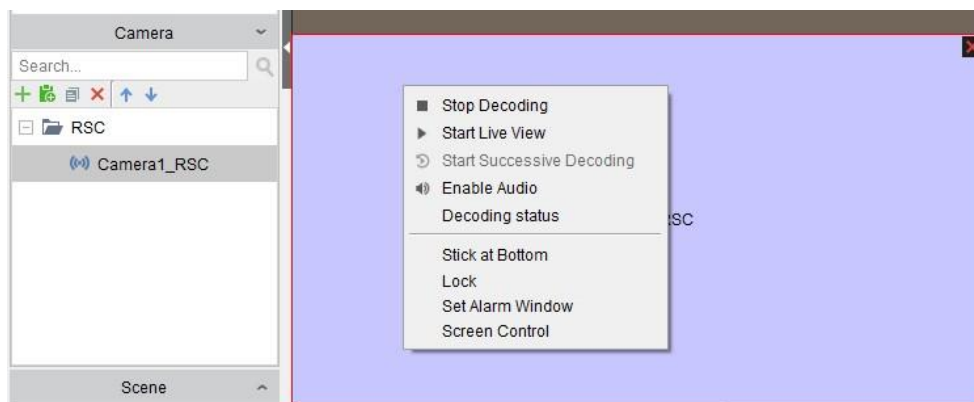 Camera
Search...
RSC
Camera1_RSC
Scene
Stop Decoding
Start Live View
Start Successive Decoding
Enable Audio
Decoding status
RSC
Stick at Bottom
Lock
Set Alarm Window
Screen Control